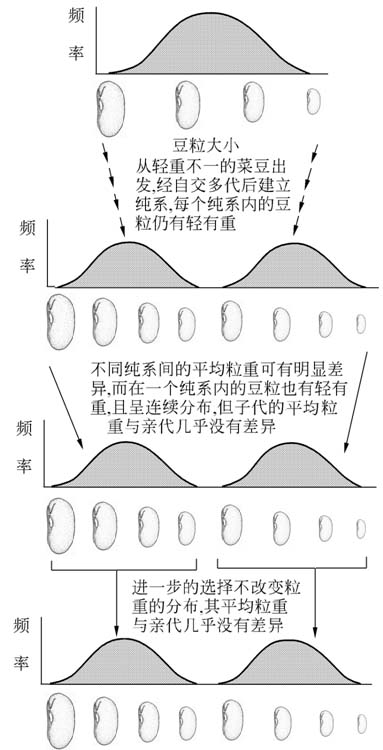 频
率
豆粒大小
从轻重不一的菜豆出
发,经自交多代后建立
纯系,每个纯系内的豆
粒仍有轻有重
频
率
不同纯系间的平均粒重可有明显差
异,而在一个纯系内的豆粒也有轻有
重,且呈连续分布,但子代的平均粒
重与亲代几乎没有差异
频
率
进一步的选择不改变粒
重的分布,其平均粒重
与亲代几乎没有差异
频
率